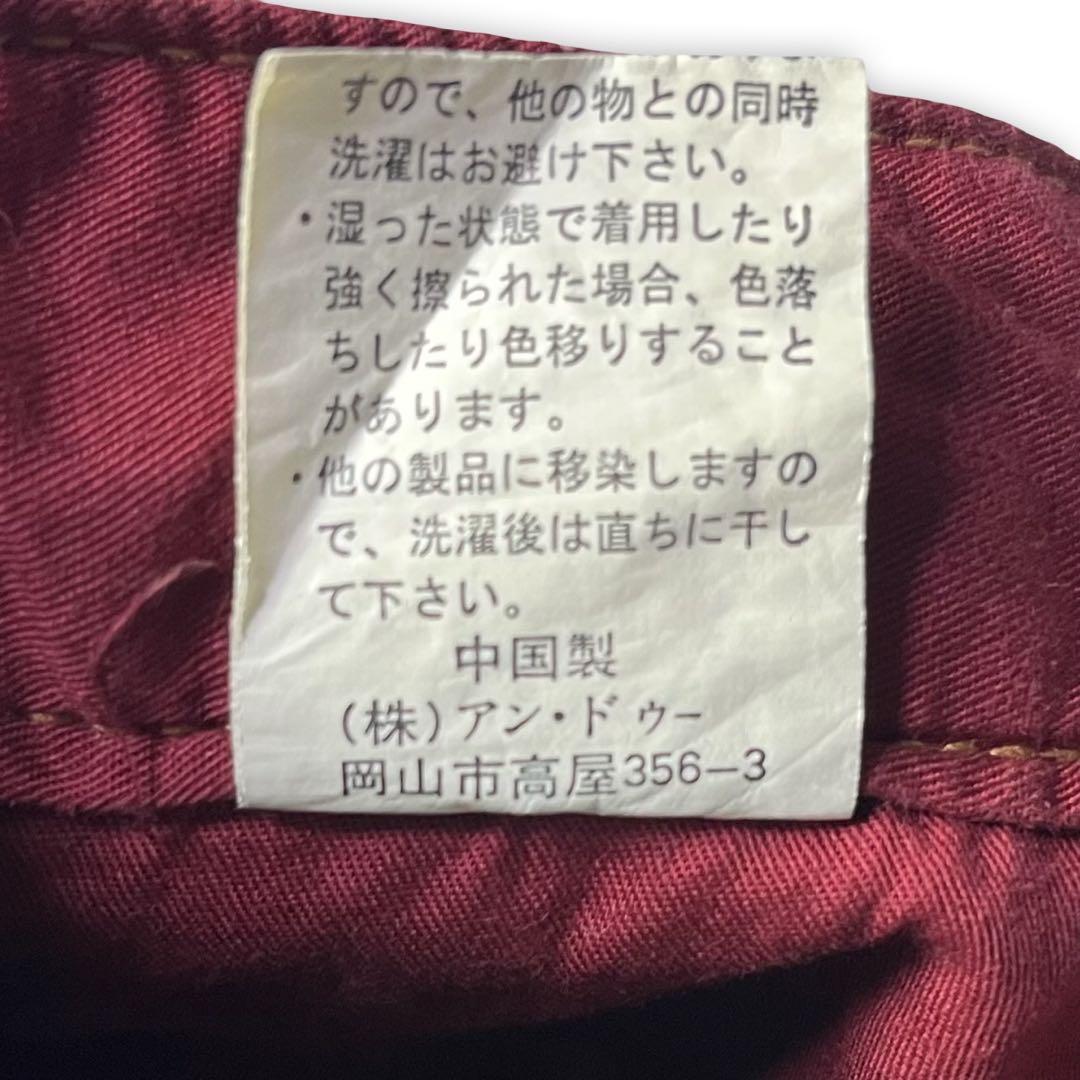 すので、他の物との同時
洗濯はお避け下さい。
・湿った状態で着用したり
強く擦られた場合、色落
ちしたり色移りすること
があります。
・他の製品に移染しますの
で、洗濯後は直ちに干し
て下さい。
中国製
(株)アン・ドゥー
岡山市高屋356-3